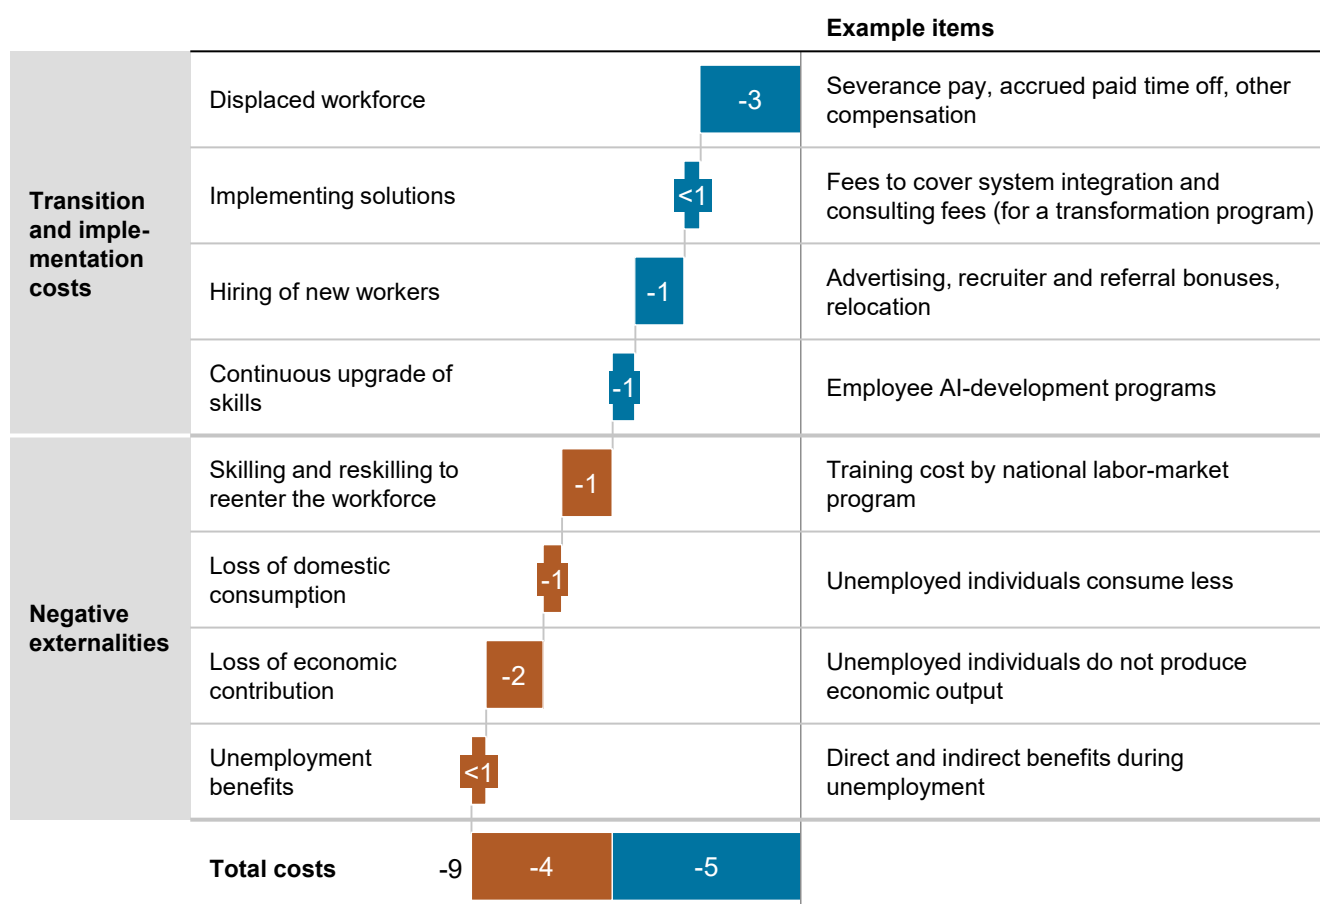 Example items
Transition
and imple-
mentation
costs
Displaced workforce
-3
Severance pay, accrued paid time off, other
compensation
Implementing solutions
<1
Fees to cover system integration and
consulting fees (for a transformation program)
Hiring of new workers
-1
Advertising, recruiter and referral bonuses,
relocation
Continuous upgrade of
skills
-1
Employee AI-development programs
Negative
externalities
Skilling and reskilling to
reenter the workforce
-1
Training cost by national labor-market
program
Loss of domestic
consumption
-1
Unemployed individuals consume less
Loss of economic
contribution
-2
Unemployed individuals do not produce
economic output
Unemployment
benefits
<1
Direct and indirect benefits during
unemployment
Total costs
-9
-4
-5